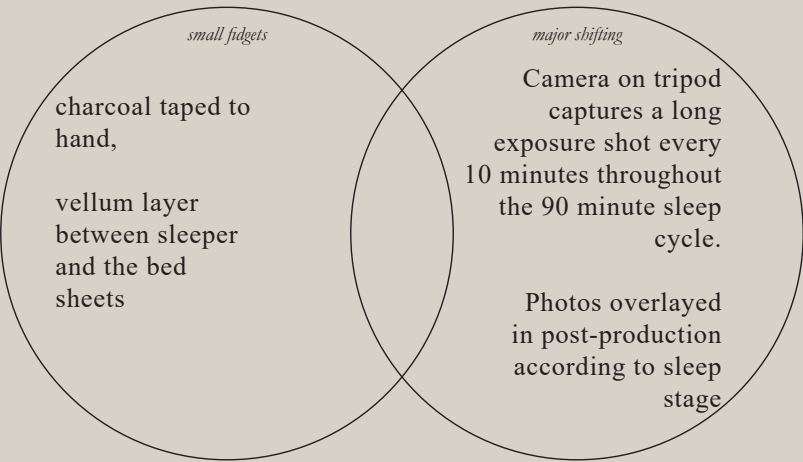 small fidgets
charcoal taped to
hand,
vellum layer
between sleeper
and the bed
sheets
major shifting
Camera on tripod
captures a long
exposure shot every
10 minutes throughout
the 90 minute sleep
cycle.
Photos overlayed
in post-production
according to sleep
stage